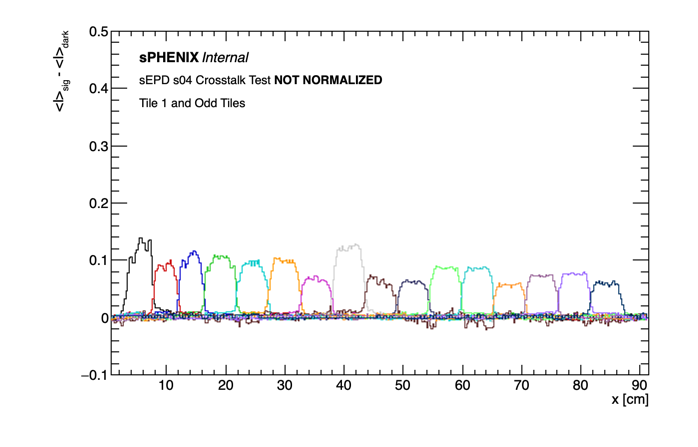 0.5
<I>sig - <I>dark
sPHENIX Internal
sEPD s04 Crosstalk Test NOT NORMALIZED
Tile 1 and Odd Tiles
0.4
0.3
0.2
0.1
0
−0.1
10 20 30 40 50 60 70 80 90
x [cm]